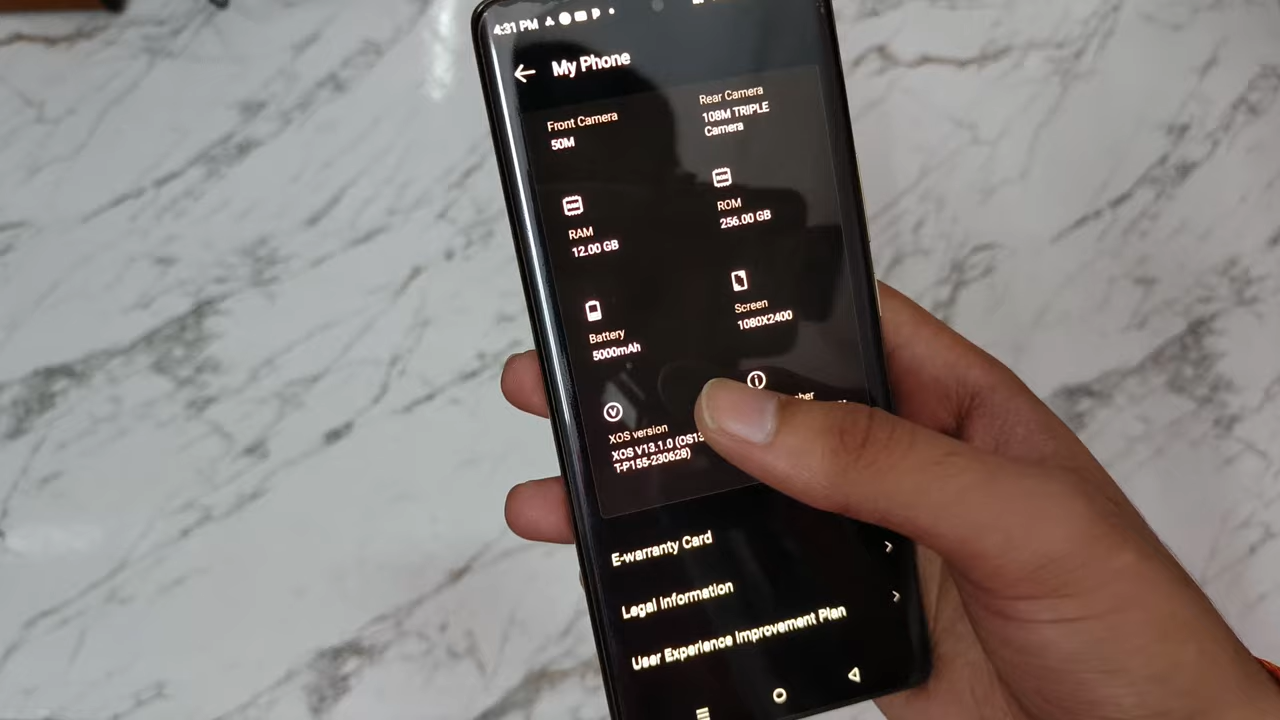 4:31 PM
My Phone
Front Camera
50M
Rear Camera
108M TRIPLE
Camera
RAM
12.00 GB
ROM
256.00 GB
Battery
5000mAh
Screen
1080X2400
XOS version
XOS V13.1.0 (OS13
T-P155-230628)
E-warranty Card
Legal Information
User Experience Improvement Plan